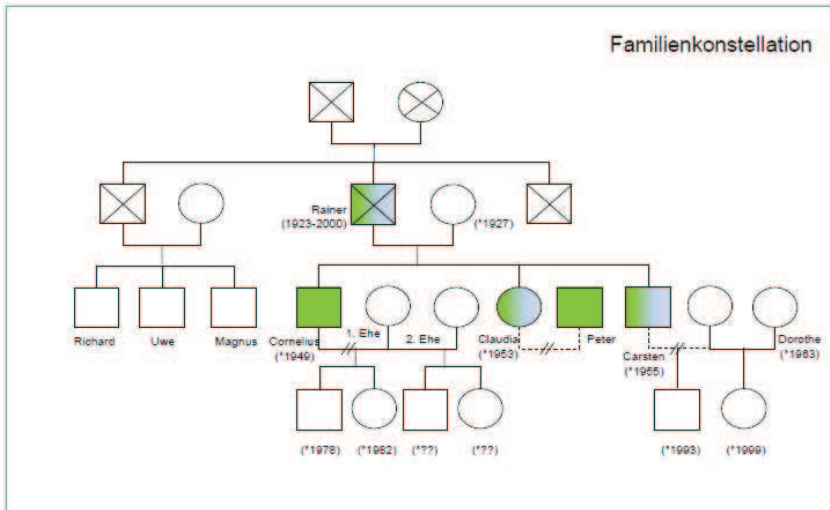 Familienkonstellation
Rainer
(1923-2000)
(*1927)
Richard
Uwe
Magnus
Cornelius
(*1949)
1. Ehe
2. Ehe
Claudia
(*1953)
Peter
Carsten
(*1955)
Dorothe
(*1963)
(*1978)
(*1982)
(*??)
(*??)
(*1993)
(*1999)